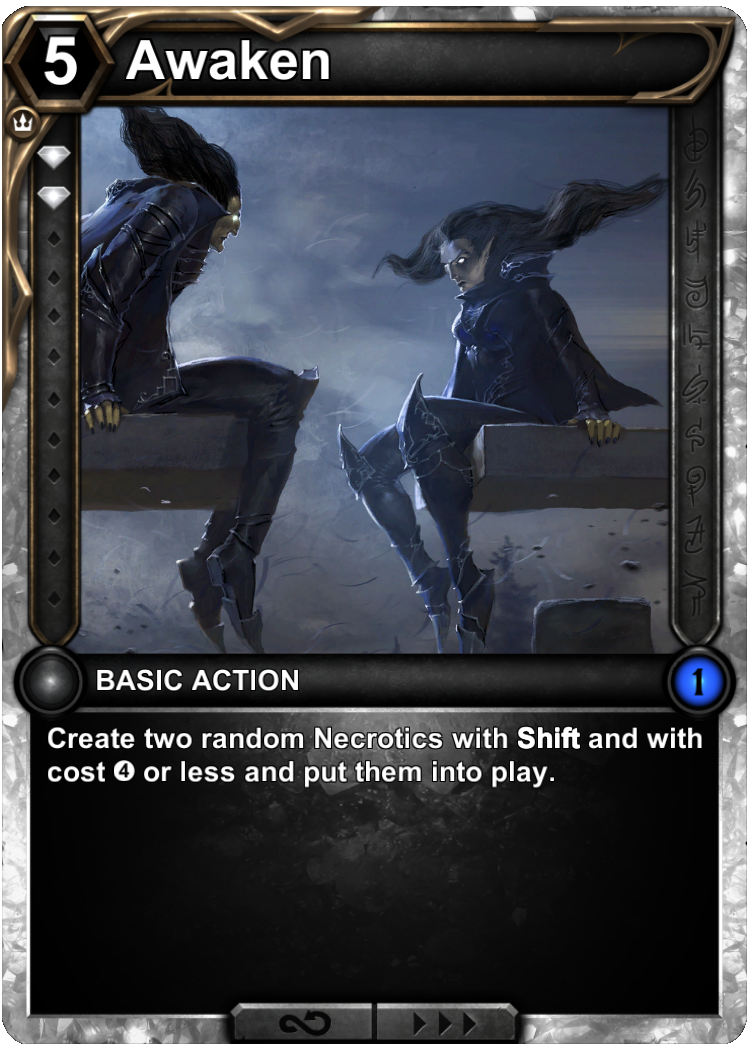 5 Awaken
BASIC ACTION 1
Create two random Necrotics with Shift and with
cost ❹ or less and put them into play.